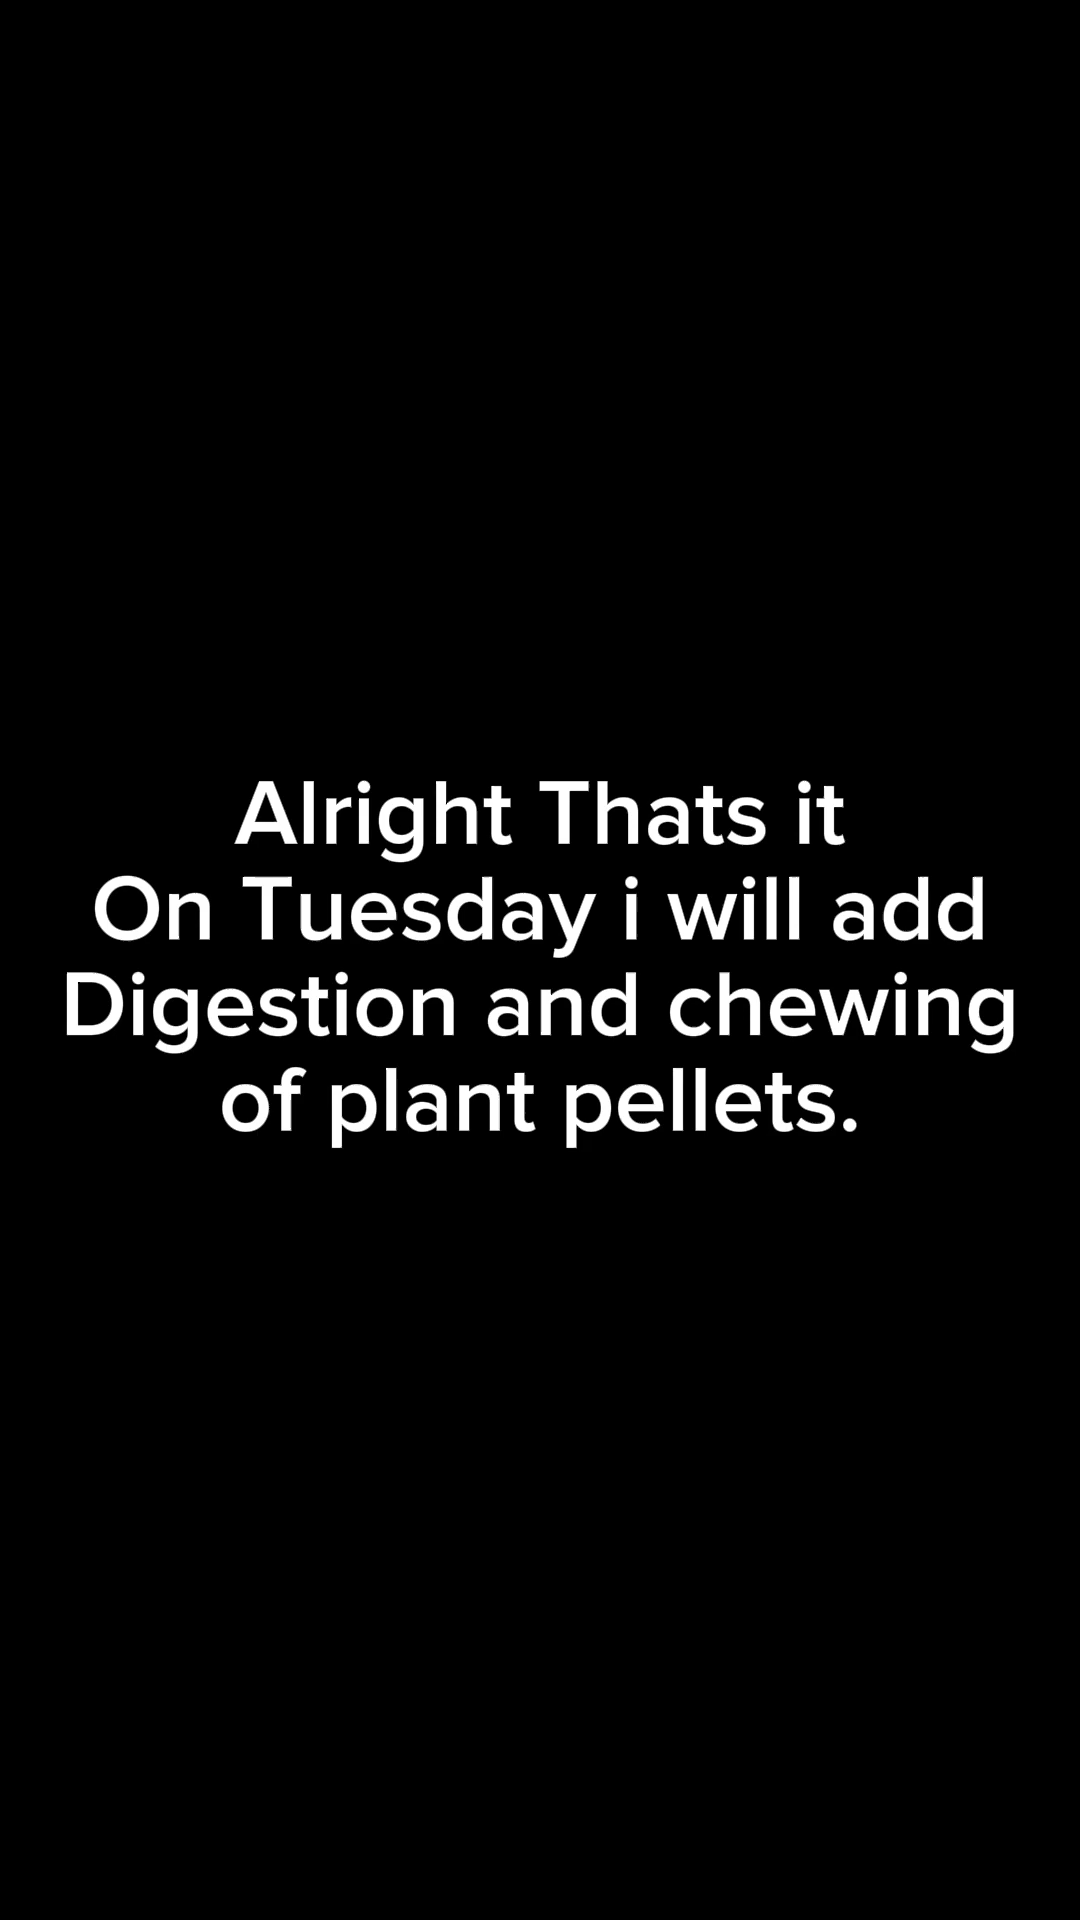 Alright Thats it
On Tuesday i will add
Digestion and chewing
of plant pellets.